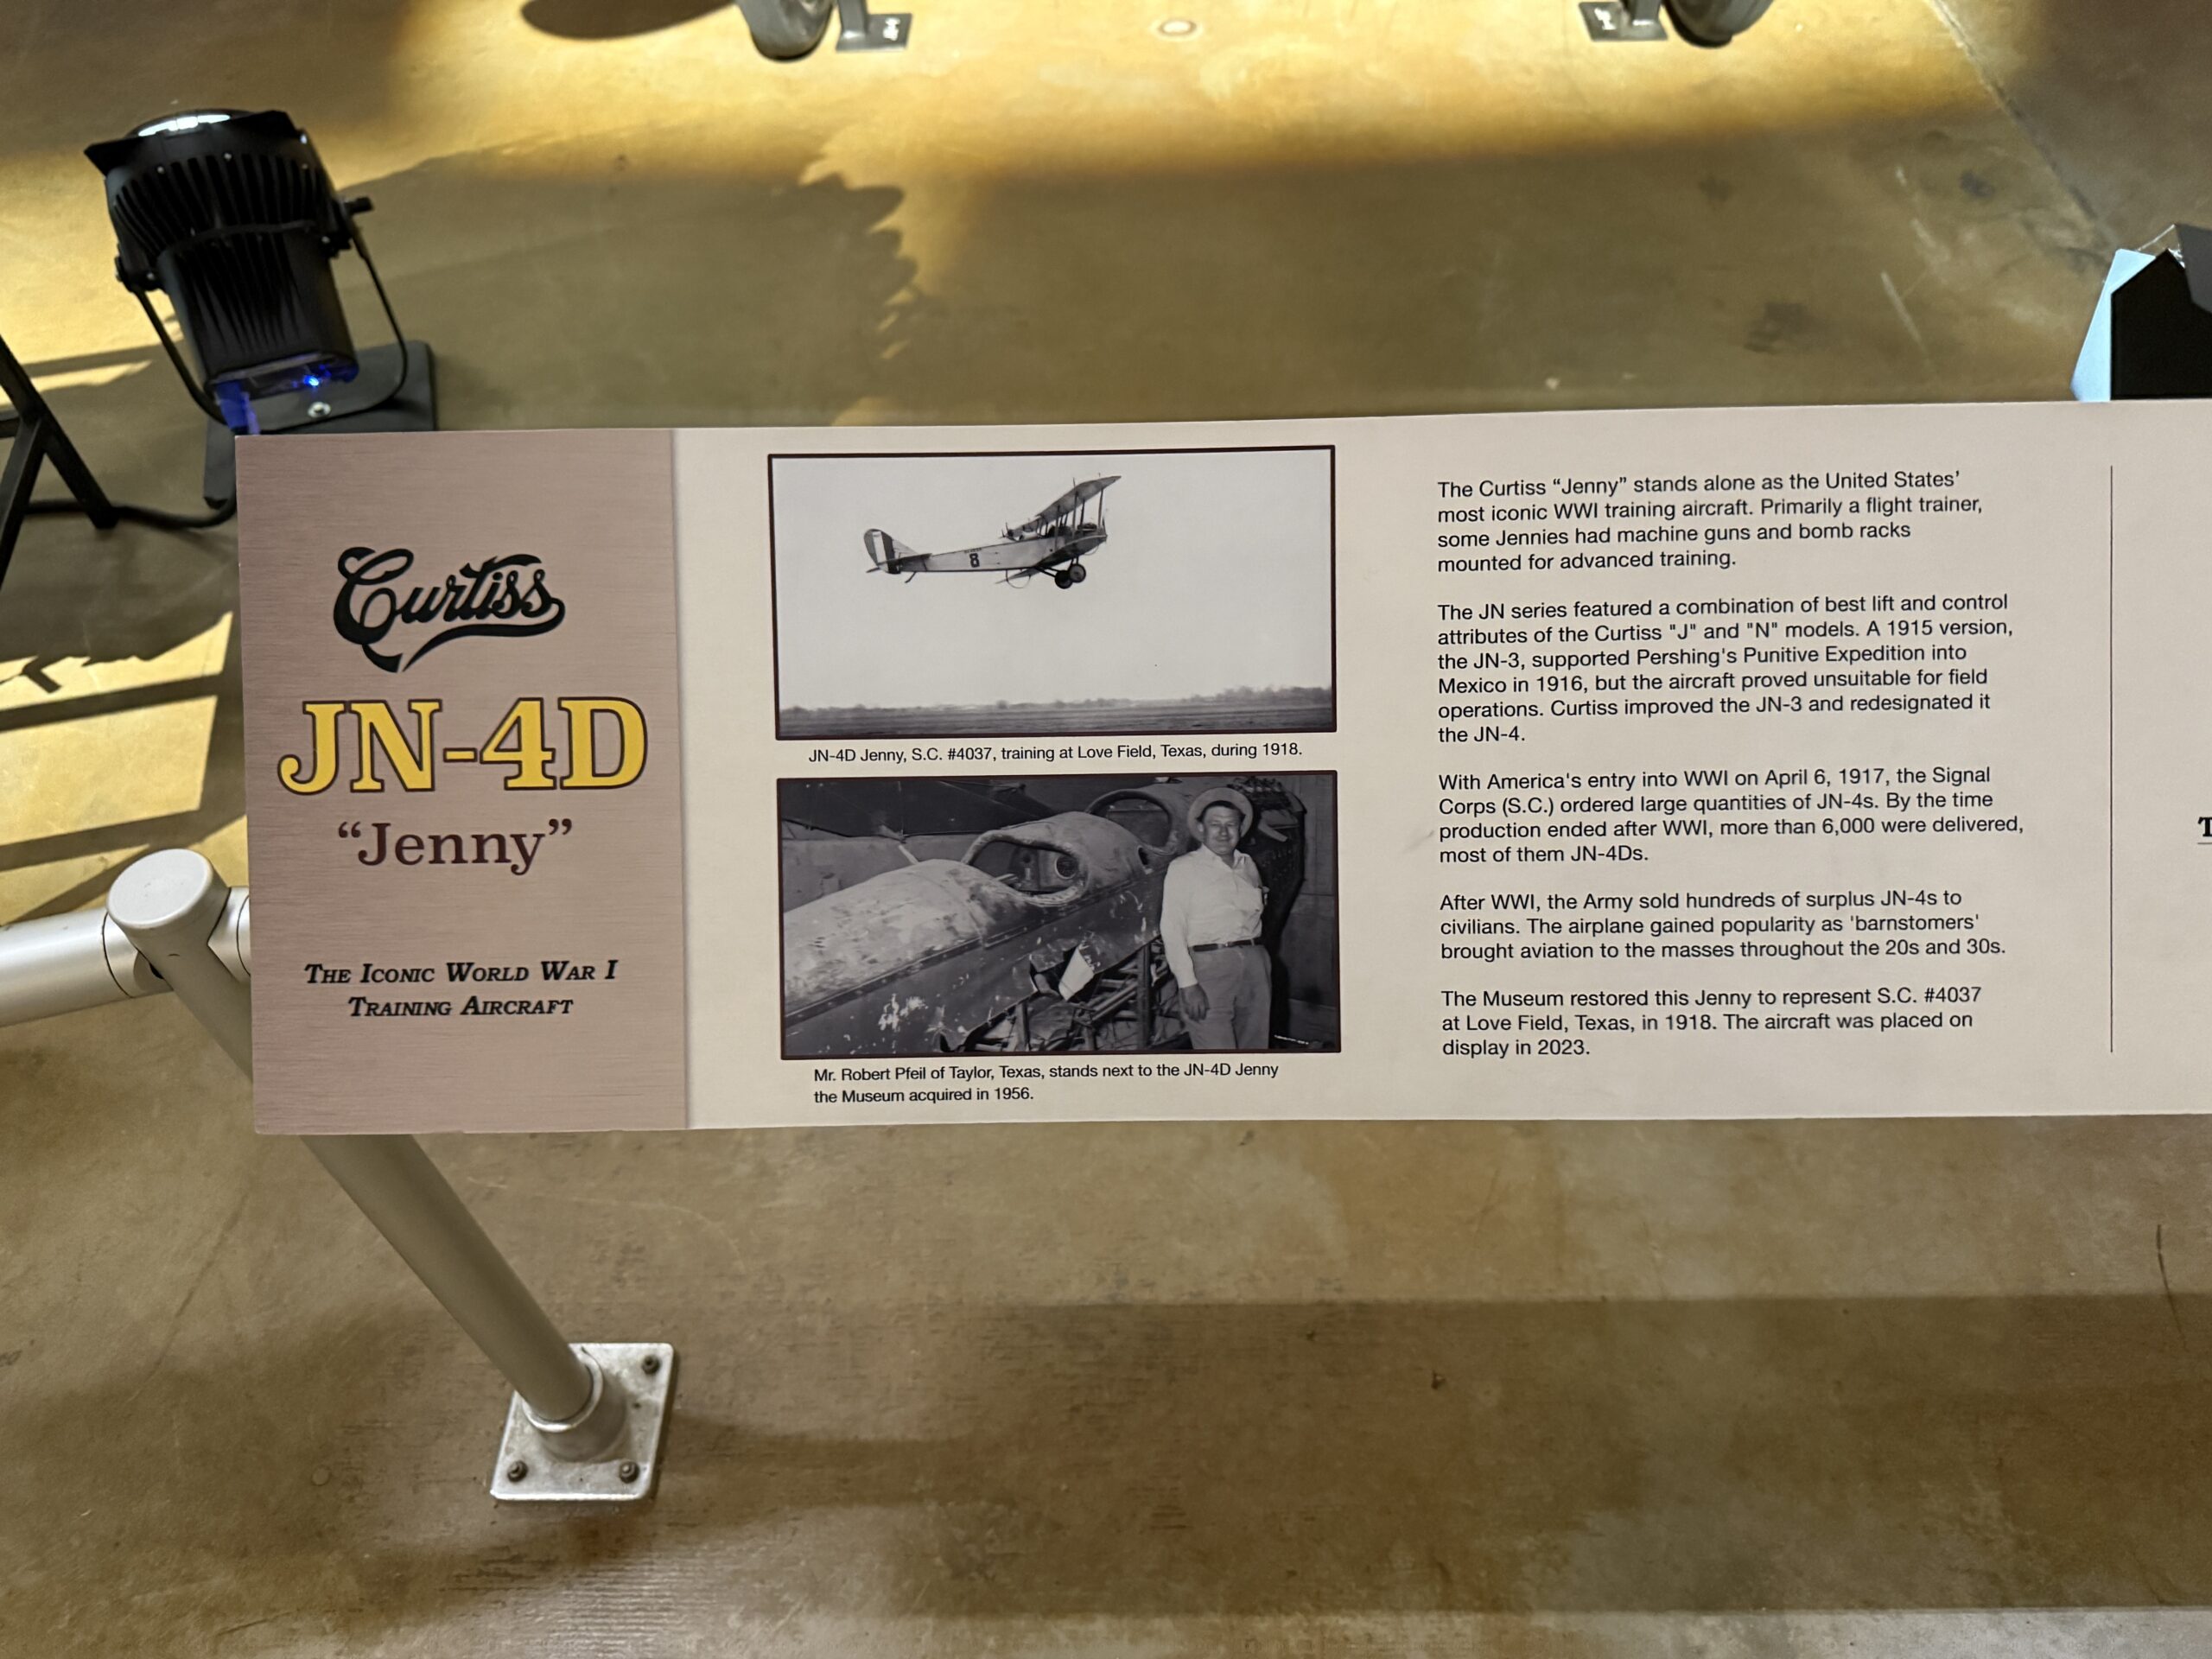 Curtiss
JN-4D
“Jenny”
The Iconic World War I
Training Aircraft
8
JN-4D Jenny, S.C. #4037, training at Love Field, Texas, during 1918.
Mr. Robert Pfeil of Taylor, Texas, stands next to the JN-4D Jenny
the Museum acquired in 1956.
The Curtiss “Jenny” stands alone as the United States’
most iconic WWI training aircraft. Primarily a flight trainer,
some Jennies had machine guns and bomb racks
mounted for advanced training.
The JN series featured a combination of best lift and control
attributes of the Curtiss "J" and "N" models. A 1915 version,
the JN-3, supported Pershing's Punitive Expedition into
Mexico in 1916, but the aircraft proved unsuitable for field
operations. Curtiss improved the JN-3 and redesignated it
the JN-4.
With America's entry into WWI on April 6, 1917, the Signal
Corps (S.C.) ordered large quantities of JN-4s. By the time
production ended after WWI, more than 6,000 were delivered,
most of them JN-4Ds.
After WWI, the Army sold hundreds of surplus JN-4s to
civilians. The airplane gained popularity as 'barnstomers'
brought aviation to the masses throughout the 20s and 30s.
The Museum restored this Jenny to represent S.C. #4037
at Love Field, Texas, in 1918. The aircraft was placed on
display in 2023.